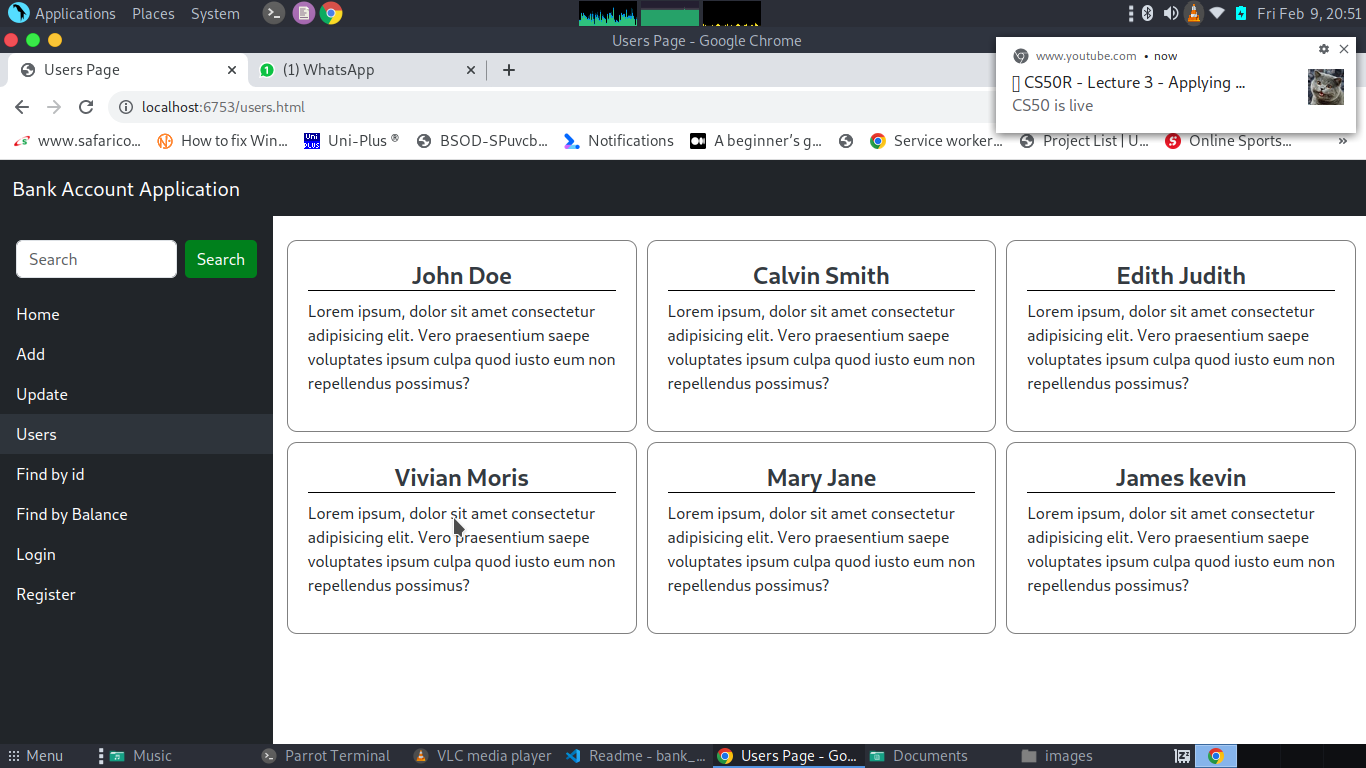 Applications Places System Fri Feb 9, 20:51
Users Page - Google Chrome
Users Page (1) WhatsApp
localhost:6753/users.html
www.youtube.com • now
CS50R - Lecture 3 - Applying ...
CS50 is live
www.safarico... How to fix Win... UNI PLUS Uni-Plus ® BSOD-SPuvcb... Notifications A beginner's g... Service worker... Project List | U... Online Sports... »
Bank Account Application
Search Search
Home
Add
Update
Users
Find by id
Find by Balance
Login
Register
John Doe
Lorem ipsum, dolor sit amet consectetur
adipisicing elit. Vero praesentium saepe
voluptates ipsum culpa quod iusto eum non
repellendus possimus?
Calvin Smith
Lorem ipsum, dolor sit amet consectetur
adipisicing elit. Vero praesentium saepe
voluptates ipsum culpa quod iusto eum non
repellendus possimus?
Edith Judith
Lorem ipsum, dolor sit amet consectetur
adipisicing elit. Vero praesentium saepe
voluptates ipsum culpa quod iusto eum non
repellendus possimus?
Vivian Moris
Lorem ipsum, dolor sit amet consectetur
adipisicing elit. Vero praesentium saepe
voluptates ipsum culpa quod iusto eum non
repellendus possimus?
Mary Jane
Lorem ipsum, dolor sit amet consectetur
adipisicing elit. Vero praesentium saepe
voluptates ipsum culpa quod iusto eum non
repellendus possimus?
James kevin
Lorem ipsum, dolor sit amet consectetur
adipisicing elit. Vero praesentium saepe
voluptates ipsum culpa quod iusto eum non
repellendus possimus?
Menu Music Parrot Terminal VLC media player Readme - bank_... Users Page - Go... Documents images